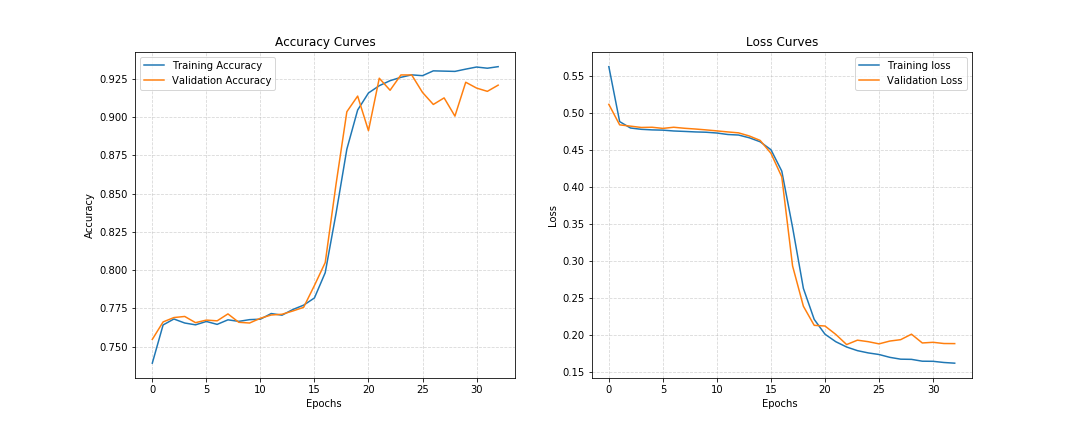 Accuracy Curves
Training Accuracy
Validation Accuracy
0.925
0.900
0.875
0.850
0.825
0.800
0.775
0.750
Accuracy
0 5 10 15 20 25 30
Epochs
Loss Curves
Training loss
Validation Loss
0.55
0.50
0.45
0.40
0.35
0.30
0.25
0.20
0.15
Loss
0 5 10 15 20 25 30
Epochs